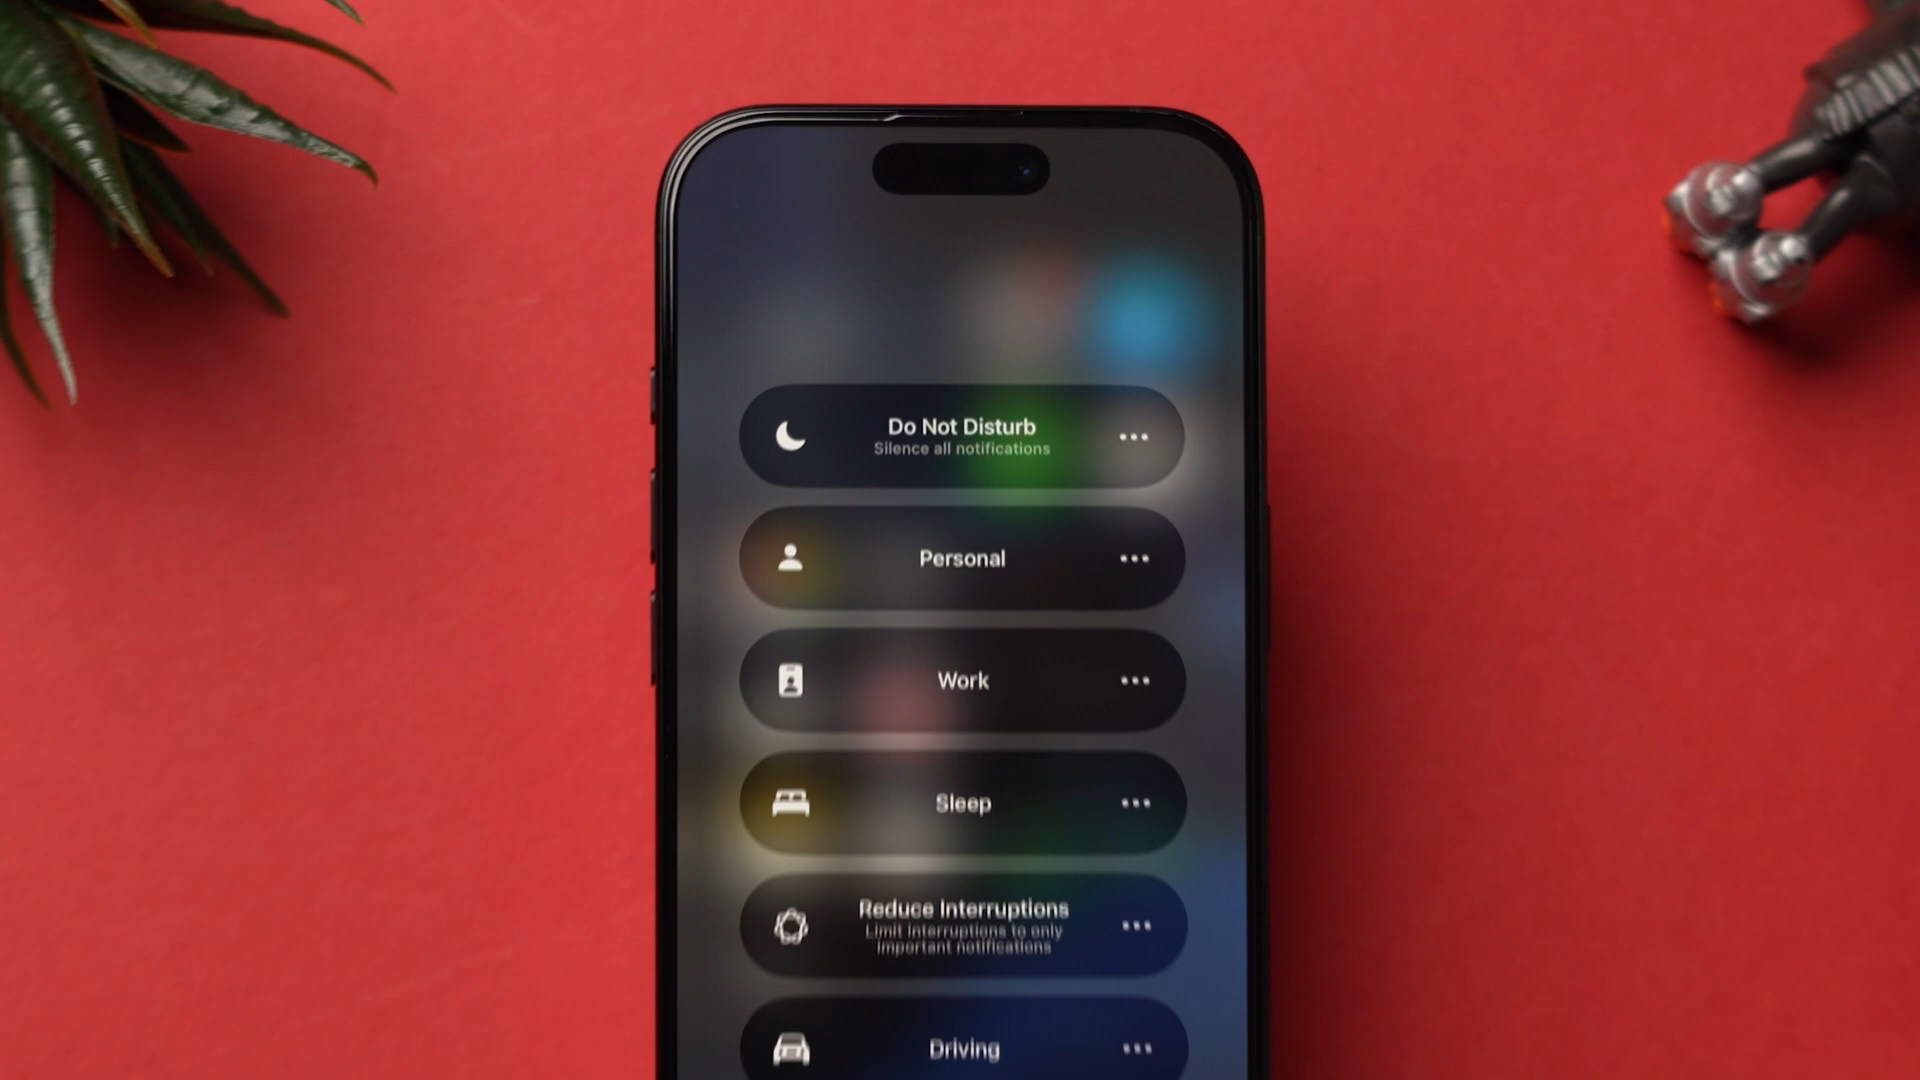 Do Not Disturb
Silence all notifications
Personal
Work
Sleep
Reduce Interruptions
Limit interruptions to only
important notifications
Driving